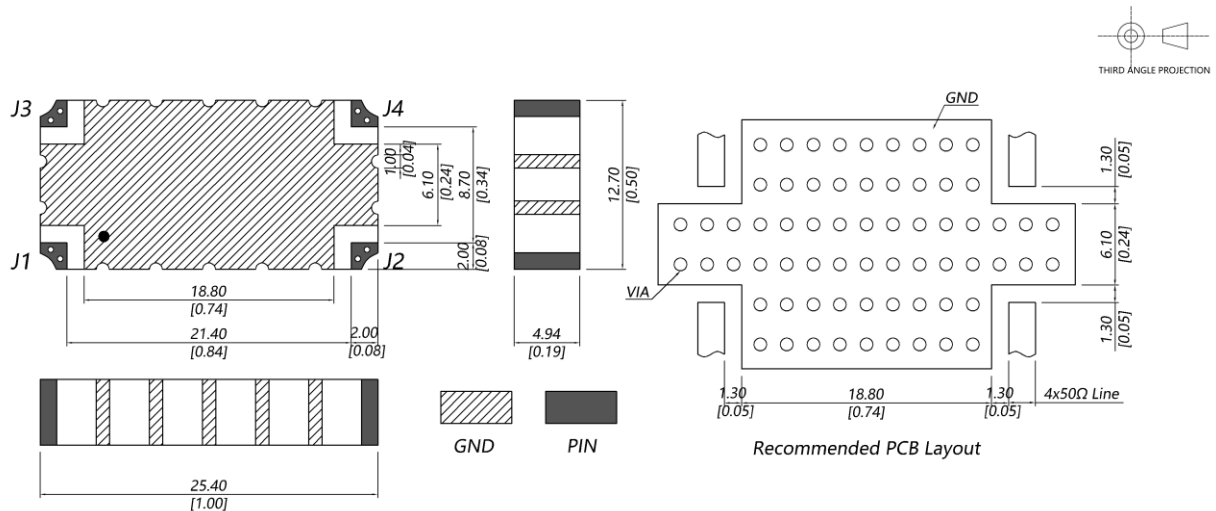 THIRD ANGLE PROJECTION
J3
J4
J1
J2
1.00
[0.04]
6.10
[0.24]
8.70
[0.34]
2.00
[0.08]
18.80
[0.74]
21.40
[0.84]
2.00
[0.08]
12.70
[0.50]
4.94
[0.19]
25.40
[1.00]
GND
PIN
GND
VIA
1.30
[0.05]
6.10
[0.24]
1.30
[0.05]
1.30
[0.05]
18.80
[0.74]
1.30
[0.05]
4x50Ω Line
Recommended PCB Layout